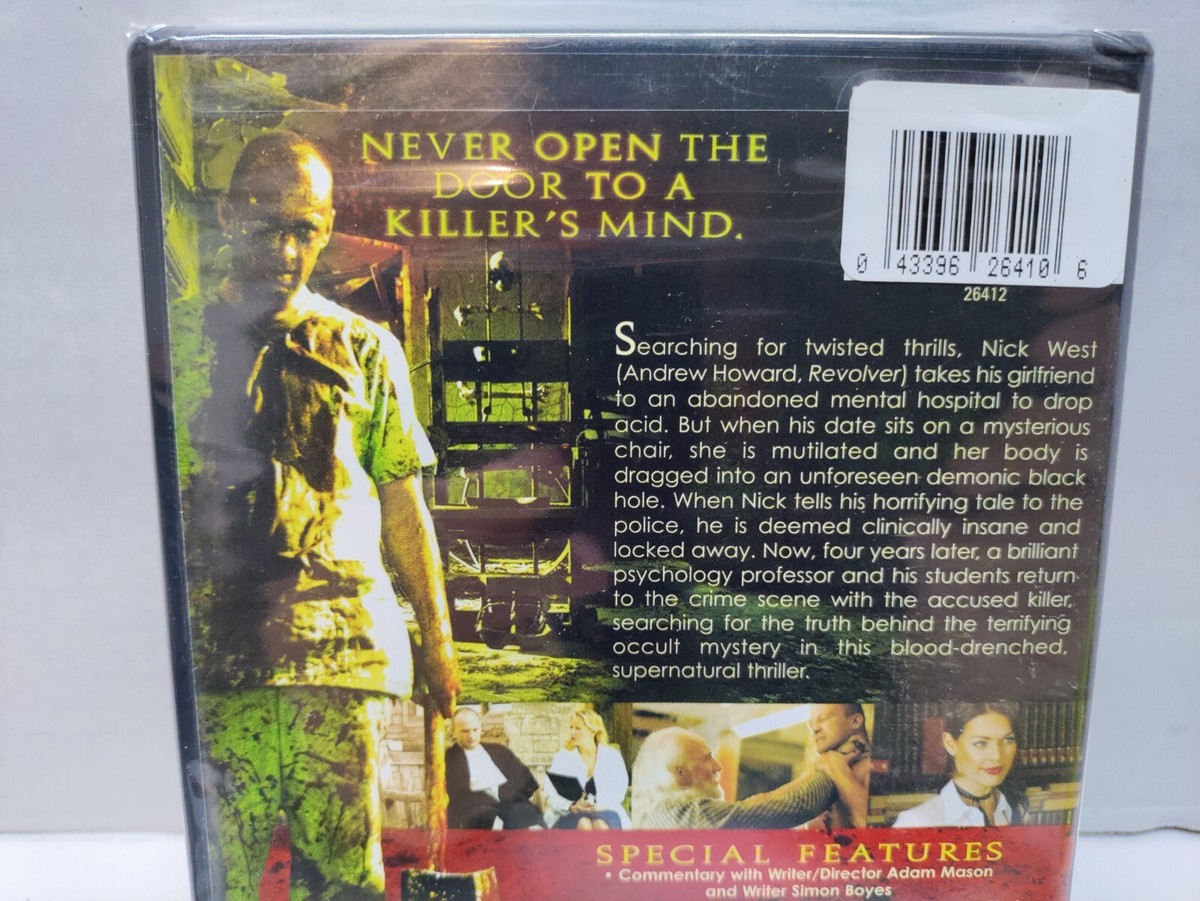 NEVER OPEN THE
DOOR TO A
KILLER'S MIND.
0 43396 26410 6
26412
Searching for twisted thrills, Nick West
(Andrew Howard, Revolver) takes his girlfriend
to an abandoned mental hospital to drop
acid. But when his date sits on a mysterious
chair, she is mutilated and her body is
dragged into an unforeseen demonic black
hole. When Nick tells his horrifying tale to the
police, he is deemed clinically insane and
locked away. Now, four years later, a brilliant
psychology professor and his students return
to the crime scene with the accused killer,
searching for the truth behind the terrifying
occult mystery in this blood-drenched,
supernatural thriller.
SPECIAL FEATURES
• Commentary with Writer/Director Adam Mason
and Writer Simon Boyes